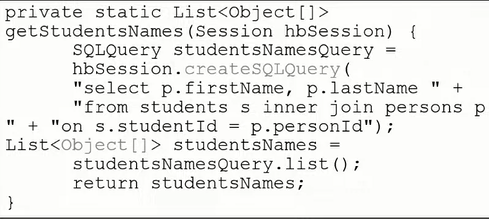 private static List<Object[]>
getStudentsNames(Session hbSession) {
SQLQuery studentsNamesQuery =
hbSession.createSQLQuery(
"select p.firstName, p.lastName " +
"from students s inner join persons p
" + "on s.studentId = p.personId");
List<Object[]> studentsNames =
studentsNamesQuery.list();
return studentsNames;
}